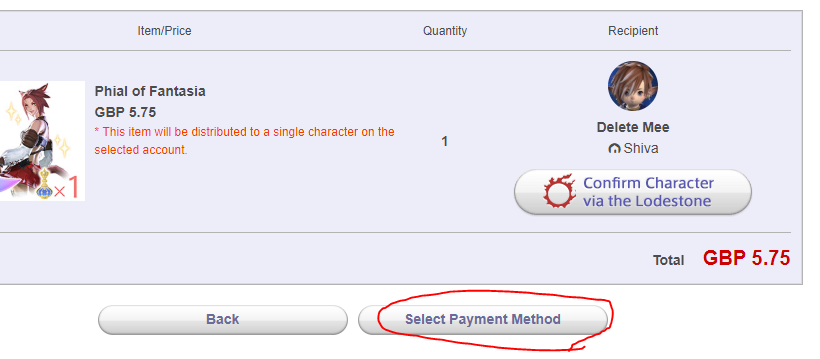 Item/Price
Quantity
Recipient
Phial of Fantasia
GBP 5.75
* This item will be distributed to a single character on the
selected account.
×1
1
Delete Mee
Shiva
Confirm Character
via the Lodestone
Total GBP 5.75
Back
Select Payment Method